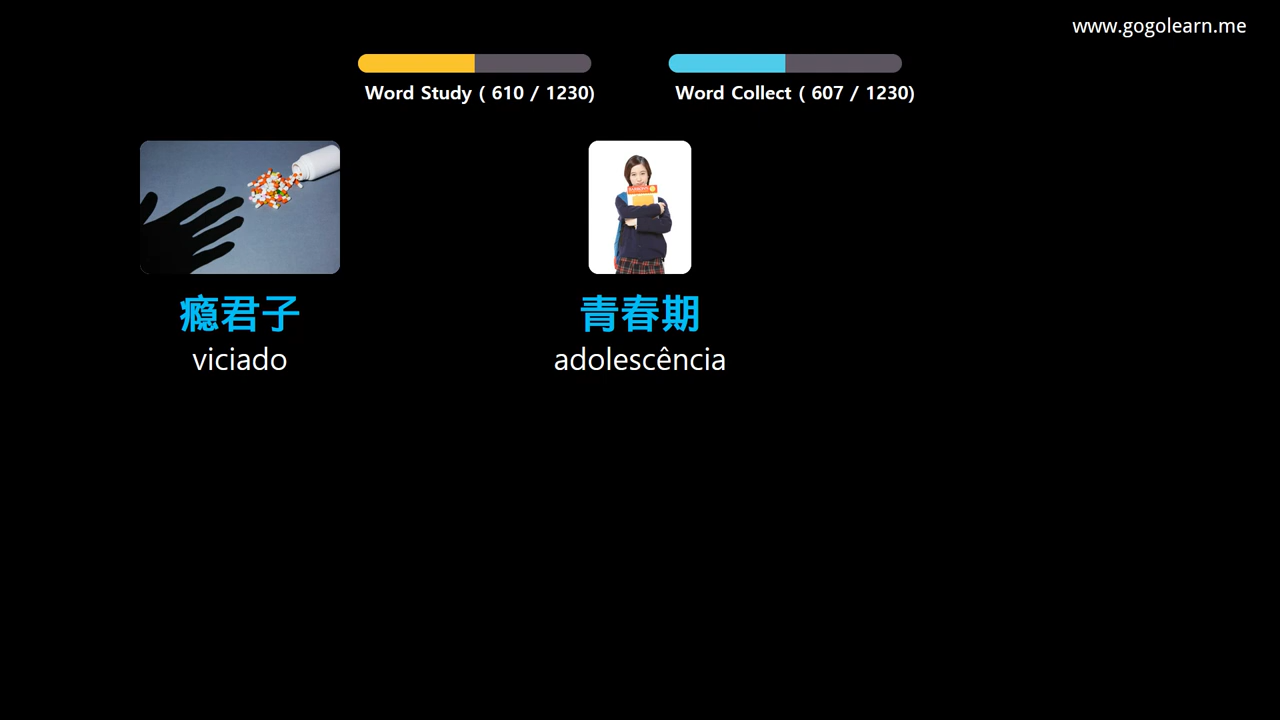 www.gogolearn.me
Word Study ( 610 / 1230)
Word Collect ( 607 / 1230)
瘾君子
青春期
viciado
adolescência